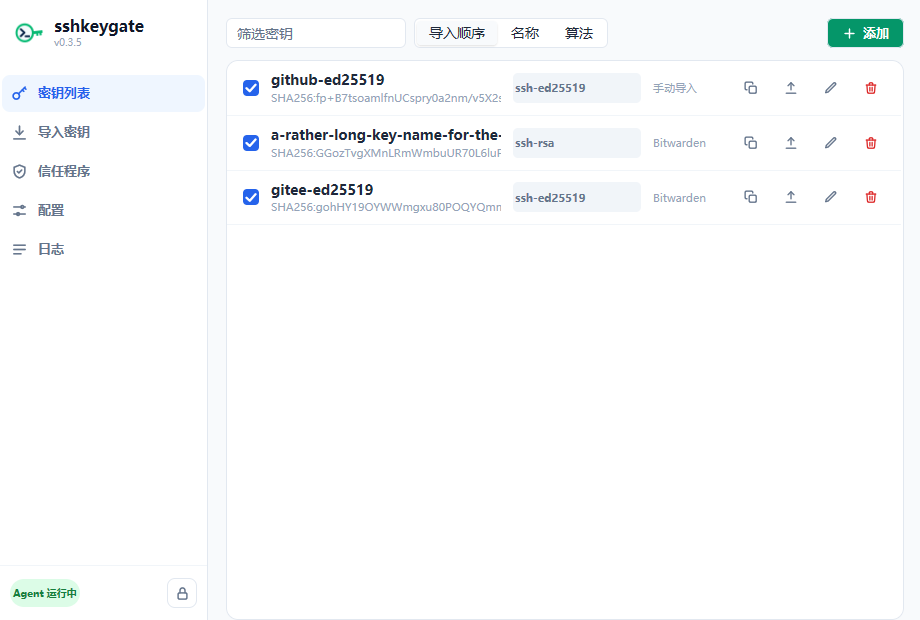 sshkeygate
v0.3.5
密钥列表
导入密钥
信任程序
配置
日志
Agent 运行中
筛选密钥
导入顺序 名称 算法
添加
github-ed25519
SHA256:fp+B7tsoamlfnUCspry0a2nm/v5X2s
ssh-ed25519
手动导入
a-rather-long-key-name-for-the-
SHA256:GGozTvgXMnLRmWmbuUR70L6luF
ssh-rsa
Bitwarden
gitee-ed25519
SHA256:gohHY19OYWWmgxu80POQYQmr
ssh-ed25519
Bitwarden